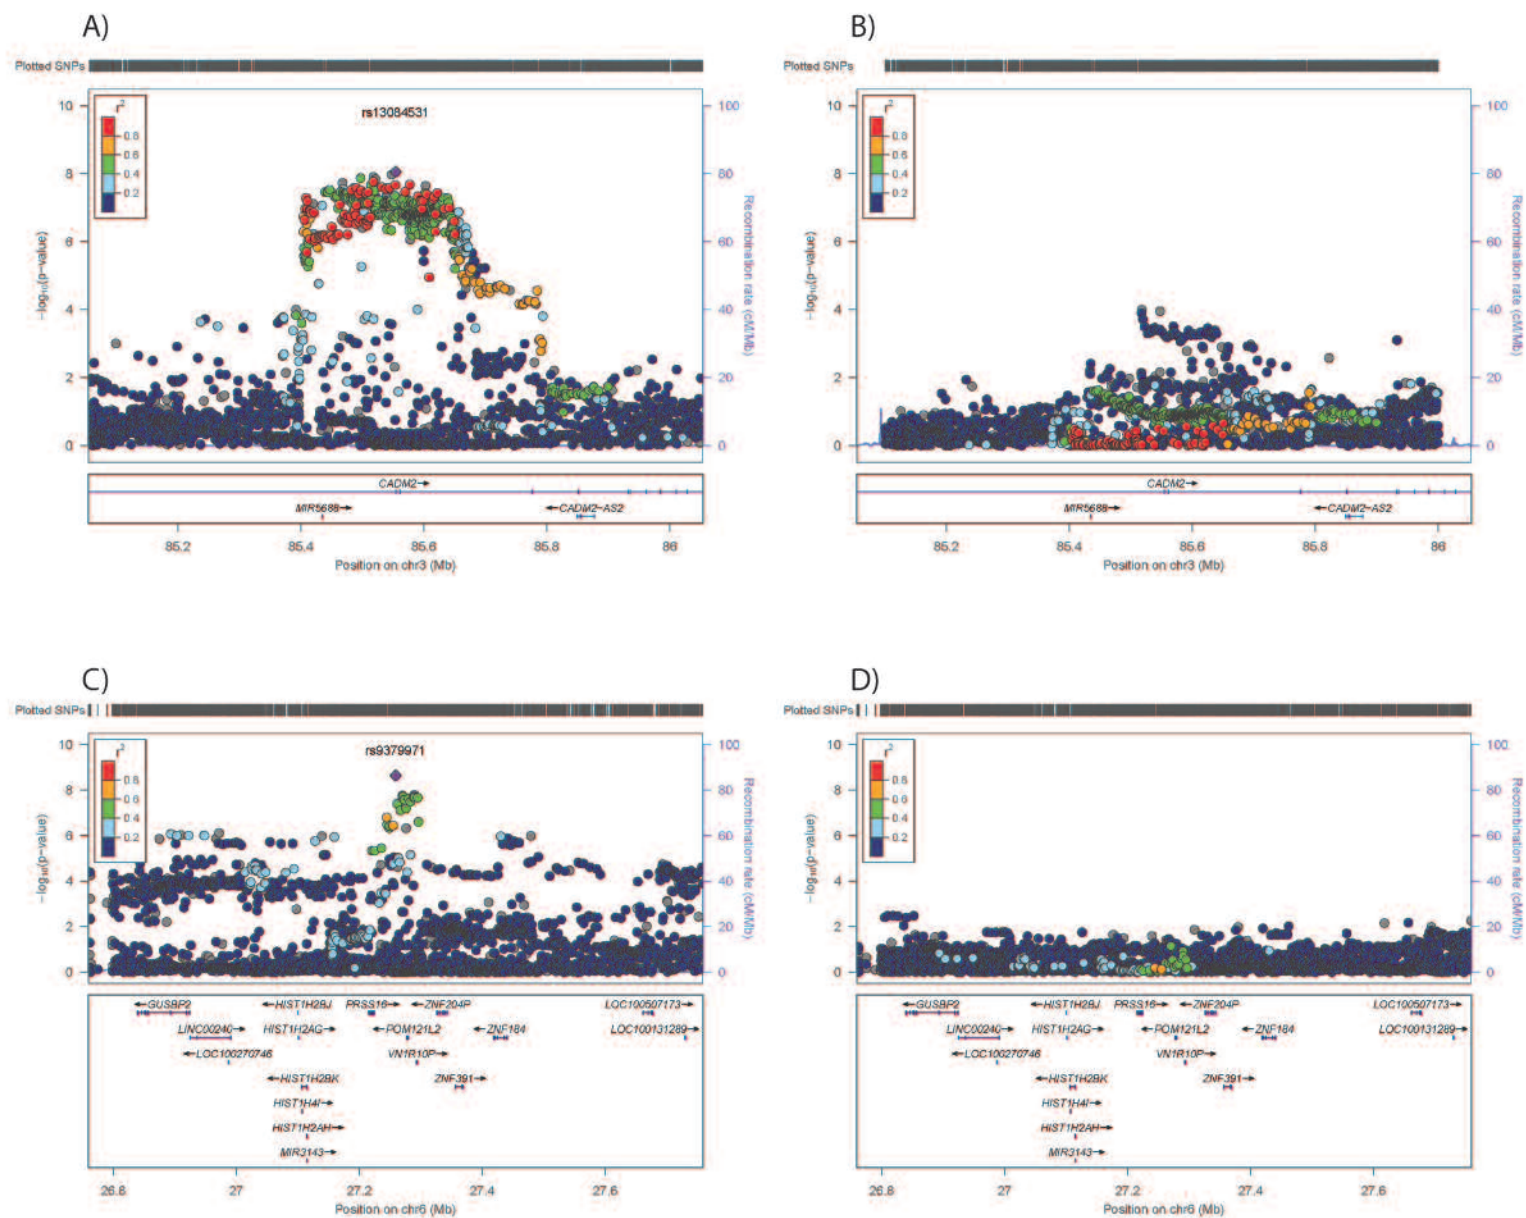 A)
Plotted SNPs
rs13084531
r2
0.8
0.6
0.4
0.2
10
8
6
4
2
0
−log10(p−value)
100
80
60
40
20
0
Recombination rate (cM/Mb)
CADM2
MIR5688
CADM2−AS2
85.2 85.4 85.6 85.8 86
Position on chr3 (Mb)
B)
Plotted SNPs
r2
0.8
0.6
0.4
0.2
10
8
6
4
2
0
−log10(p−value)
100
80
60
40
20
0
Recombination rate (cM/Mb)
CADM2
MIR5688
CADM2−AS2
85.2 85.4 85.6 85.8 86
Position on chr3 (Mb)
C)
Plotted SNPs
rs9379971
r2
0.8
0.6
0.4
0.2
10
8
6
4
2
0
−log10(p−value)
100
80
60
40
20
0
Recombination rate (cM/Mb)
GUSBP2 HIST1H2BJ PRSS16 ZNF204P LOC100507173
LINC00240 HIST1H2AG POM121L2 ZNF184 LOC100131289
LOC100270746 VN1R10P
HIST1H2BK ZNF391
HIST1H4I
HIST1H2AH
MIR3143
26.8 27 27.2 27.4 27.6
Position on chr6 (Mb)
D)
Plotted SNPs
r2
0.8
0.6
0.4
0.2
10
8
6
4
2
0
−log10(p−value)
100
80
60
40
20
0
Recombination rate (cM/Mb)
GUSBP2 HIST1H2BJ PRSS16 ZNF204P LOC100507173
LINC00240 HIST1H2AG POM121L2 ZNF184 LOC100131289
LOC100270746 VN1R10P
HIST1H2BK ZNF391
HIST1H4I
HIST1H2AH
MIR3143
26.8 27 27.2 27.4 27.6
Position on chr6 (Mb)